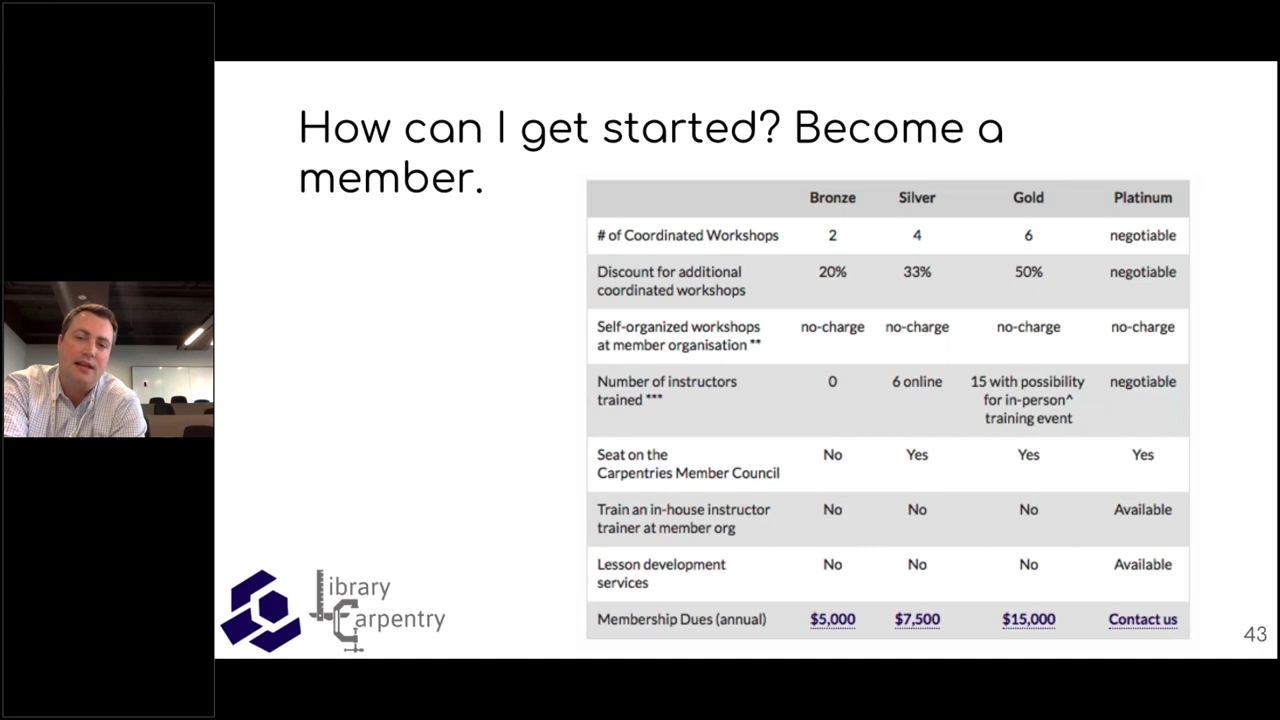 How can I get started? Become a
member.
Bronze Silver Gold Platinum
# of Coordinated Workshops 2 4 6 negotiable
Discount for additional
coordinated workshops 20% 33% 50% negotiable
Self-organized workshops
at member organisation ** no-charge no-charge no-charge no-charge
Number of instructors
trained *** 0 6 online 15 with possibility
for in-person^
training event negotiable
Seat on the
Carpentries Member Council No Yes Yes Yes
Train an in-house instructor
trainer at member org No No No Available
Lesson development
services No No No Available
Membership Dues (annual) $5,000 $7,500 $15,000 Contact us
Library
Carpentry
43